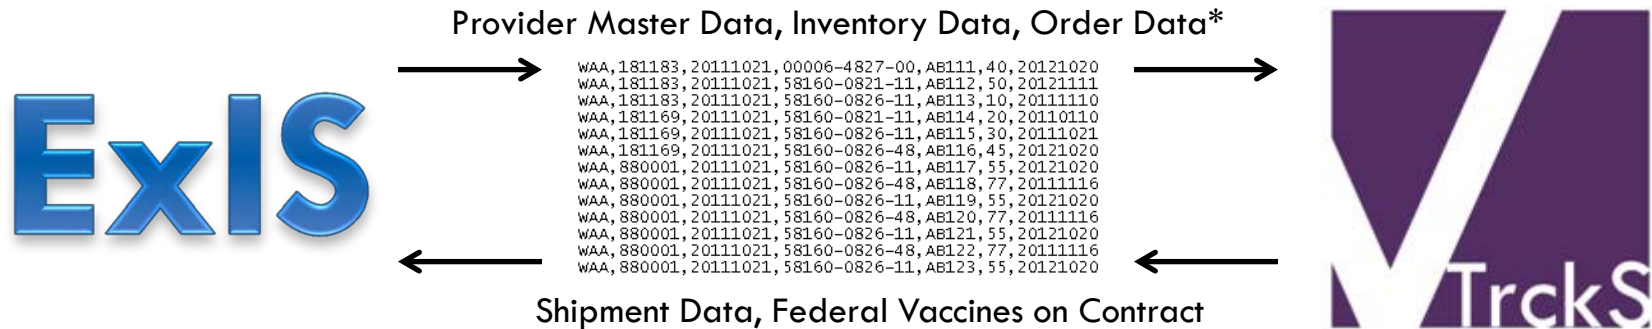 Provider Master Data, Inventory Data, Order Data*
ExIS
WAA,181183,20111021,00006-4827-00,AB111,40,20121020
WAA,181183,20111021,58160-0821-11,AB112,50,20121111
WAA,181183,20111021,58160-0826-11,AB113,10,20111110
WAA,181169,20111021,58160-0821-11,AB114,20,20110110
WAA,181169,20111021,58160-0826-11,AB115,30,20111021
WAA,181169,20111021,58160-0826-48,AB116,45,20121020
WAA,880001,20111021,58160-0826-11,AB117,55,20121020
WAA,880001,20111021,58160-0826-48,AB118,77,20111116
WAA,880001,20111021,58160-0826-11,AB119,55,20121020
WAA,880001,20111021,58160-0826-48,AB120,77,20111116
WAA,880001,20111021,58160-0826-11,AB121,55,20121020
WAA,880001,20111021,58160-0826-48,AB122,77,20111116
WAA,880001,20111021,58160-0826-11,AB123,55,20121020
VTrckS
Shipment Data, Federal Vaccines on Contract